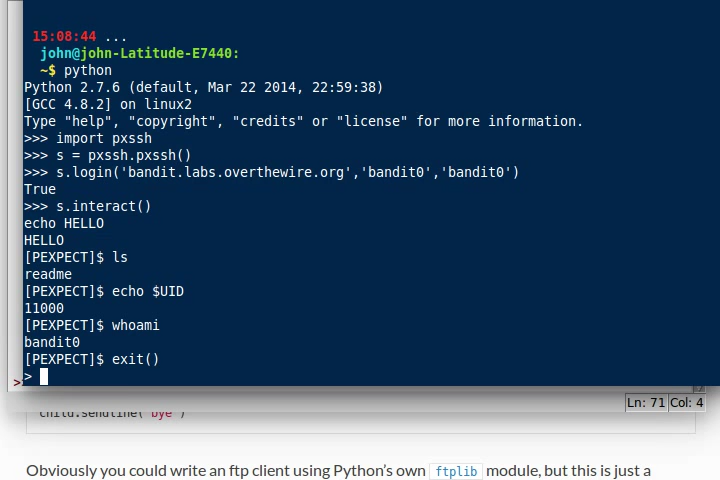 15:08:44 ...
john@john-Latitude-E7440:
~$ python
Python 2.7.6 (default, Mar 22 2014, 22:59:38)
[GCC 4.8.2] on linux2
Type "help", "copyright", "credits" or "license" for more information.
>>> import pxssh
>>> s = pxssh.pxssh()
>>> s.login('bandit.labs.overthewire.org','bandit0','bandit0')
True
>>> s.interact()
echo HELLO
HELLO
[PEXPECT]$ ls
readme
[PEXPECT]$ echo $UID
11000
[PEXPECT]$ whoami
bandit0
[PEXPECT]$ exit()
>
>
Ln: 71 Col: 4
child.sendline('bye')
Obviously you could write an ftp client using Python's own ftplib module, but this is just a